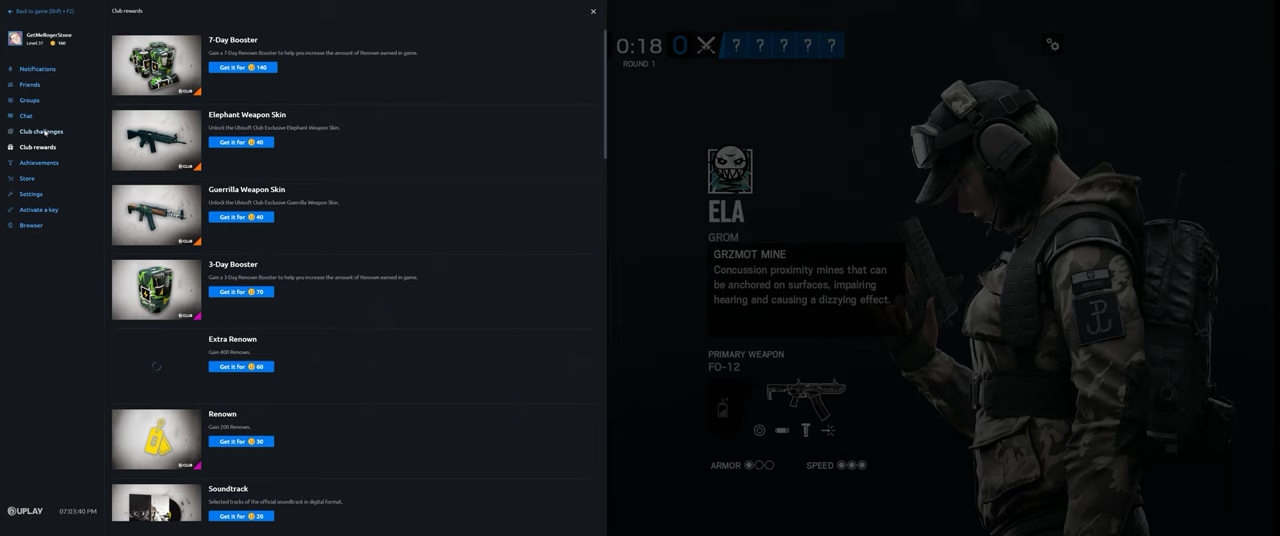 Back to game [Shift + F2]
GetMeRogerStone
Level 37 160
Notifications
Friends
Groups
Chat
Club challenges
Club rewards
Achievements
Store
Settings
Activate a key
Browser
UPLAY 07:03:40 PM
Club rewards
7-Day Booster
Gain a 7-Day Renown Booster to help you increase the amount of Renown earned in game.
Get it for 140
CLUB
Elephant Weapon Skin
Unlock the Ubisoft Club Exclusive Elephant Weapon Skin.
Get it for 40
CLUB
Guerrilla Weapon Skin
Unlock the Ubisoft Club Exclusive Guerrilla Weapon Skin.
Get it for 40
CLUB
3-Day Booster
Gain a 3-Day Renown Booster to help you increase the amount of Renown earned in game.
Get it for 70
CLUB
Extra Renown
Gain 400 Renown.
Get it for 60
Renown
Gain 200 Renown.
Get it for 30
CLUB
Soundtrack
Selected tracks of the official soundtrack in digital format.
Get it for 20
0:18 0 ? ? ? ? ?
ROUND 1
ELA
GROM
GRZMOT MINE
Concussion proximity mines that can
be anchored on surfaces, impairing
hearing and causing a dizzying effect.
PRIMARY WEAPON
FO-12
ARMOR SPEED